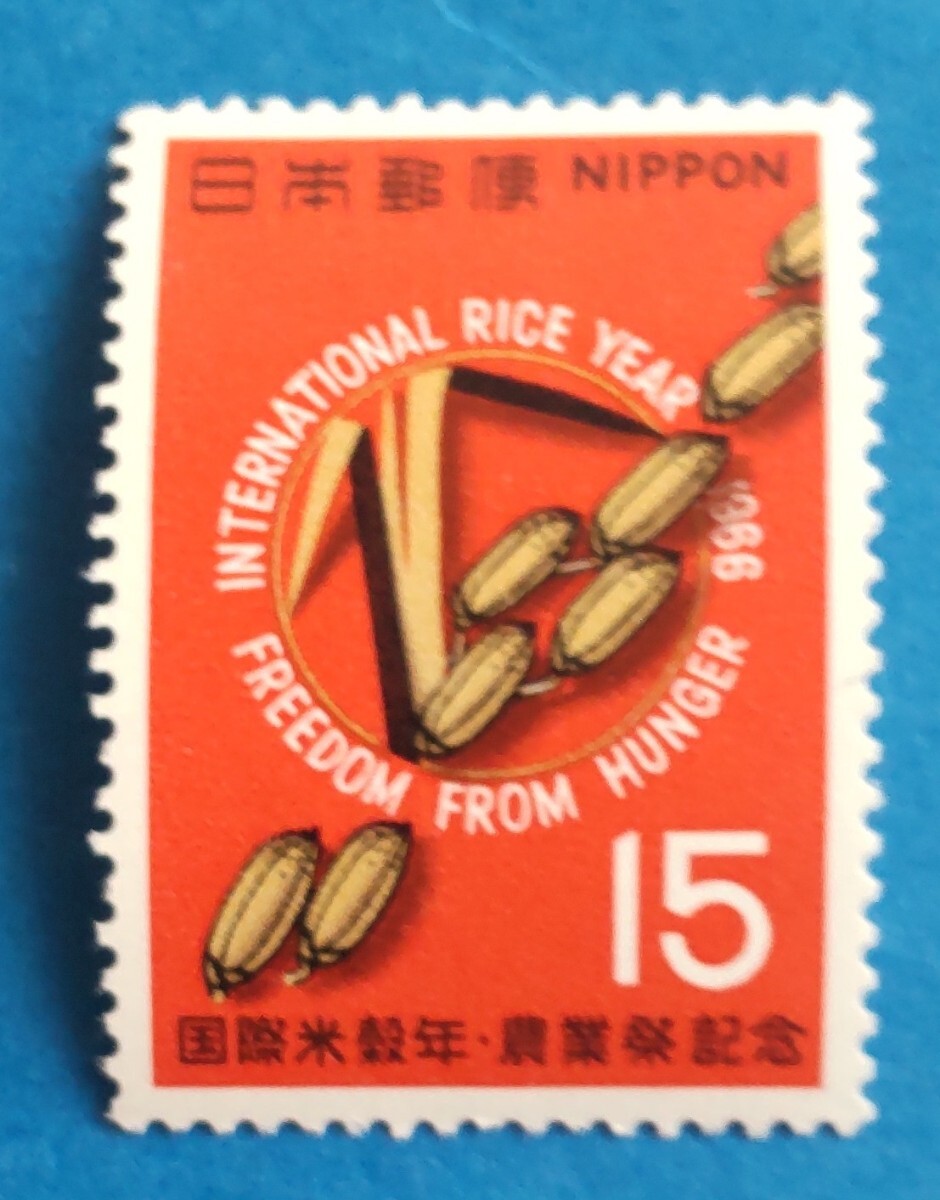 日本郵便 NIPPON
INTERNATIONAL RICE YEAR 1966
FREEDOM FROM HUNGER
15
国際米穀年・農業祭記念